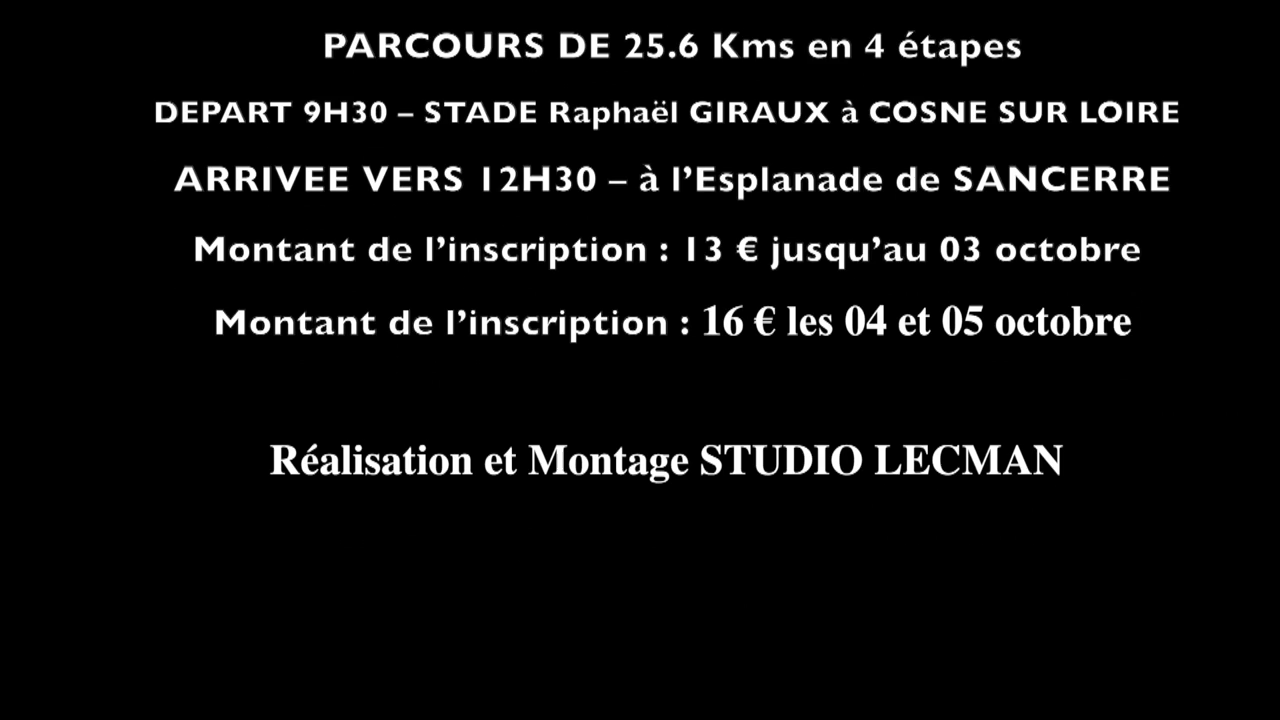 PARCOURS DE 25.6 Kms en 4 étapes
DEPART 9H30 – STADE Raphaël GIRAUX à COSNE SUR LOIRE
ARRIVEE VERS 12H30 – à l’Esplanade de SANCERRE
Montant de l’inscription : 13 € jusqu’au 03 octobre
Montant de l’inscription : 16 € les 04 et 05 octobre
Réalisation et Montage STUDIO LECMAN